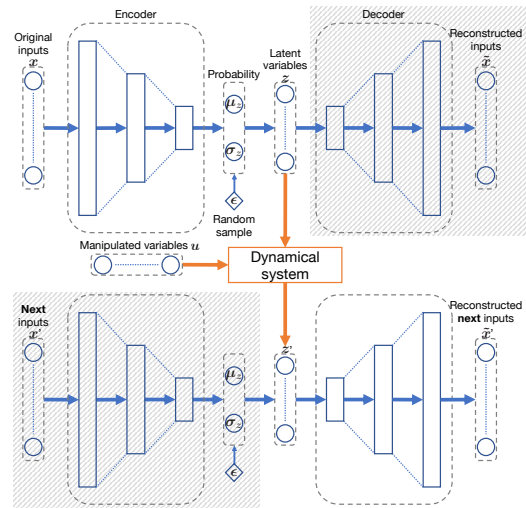 Encoder
Decoder
Original
inputs
x
Probability
Latent
variables
z
Reconstructed
inputs
x̃
μz
σz
ϵ
Random
sample
Manipulated variables u
Dynamical
system
Next
inputs
x'
z̃'
Reconstructed
next inputs
x̃'
μz
σz
ϵ